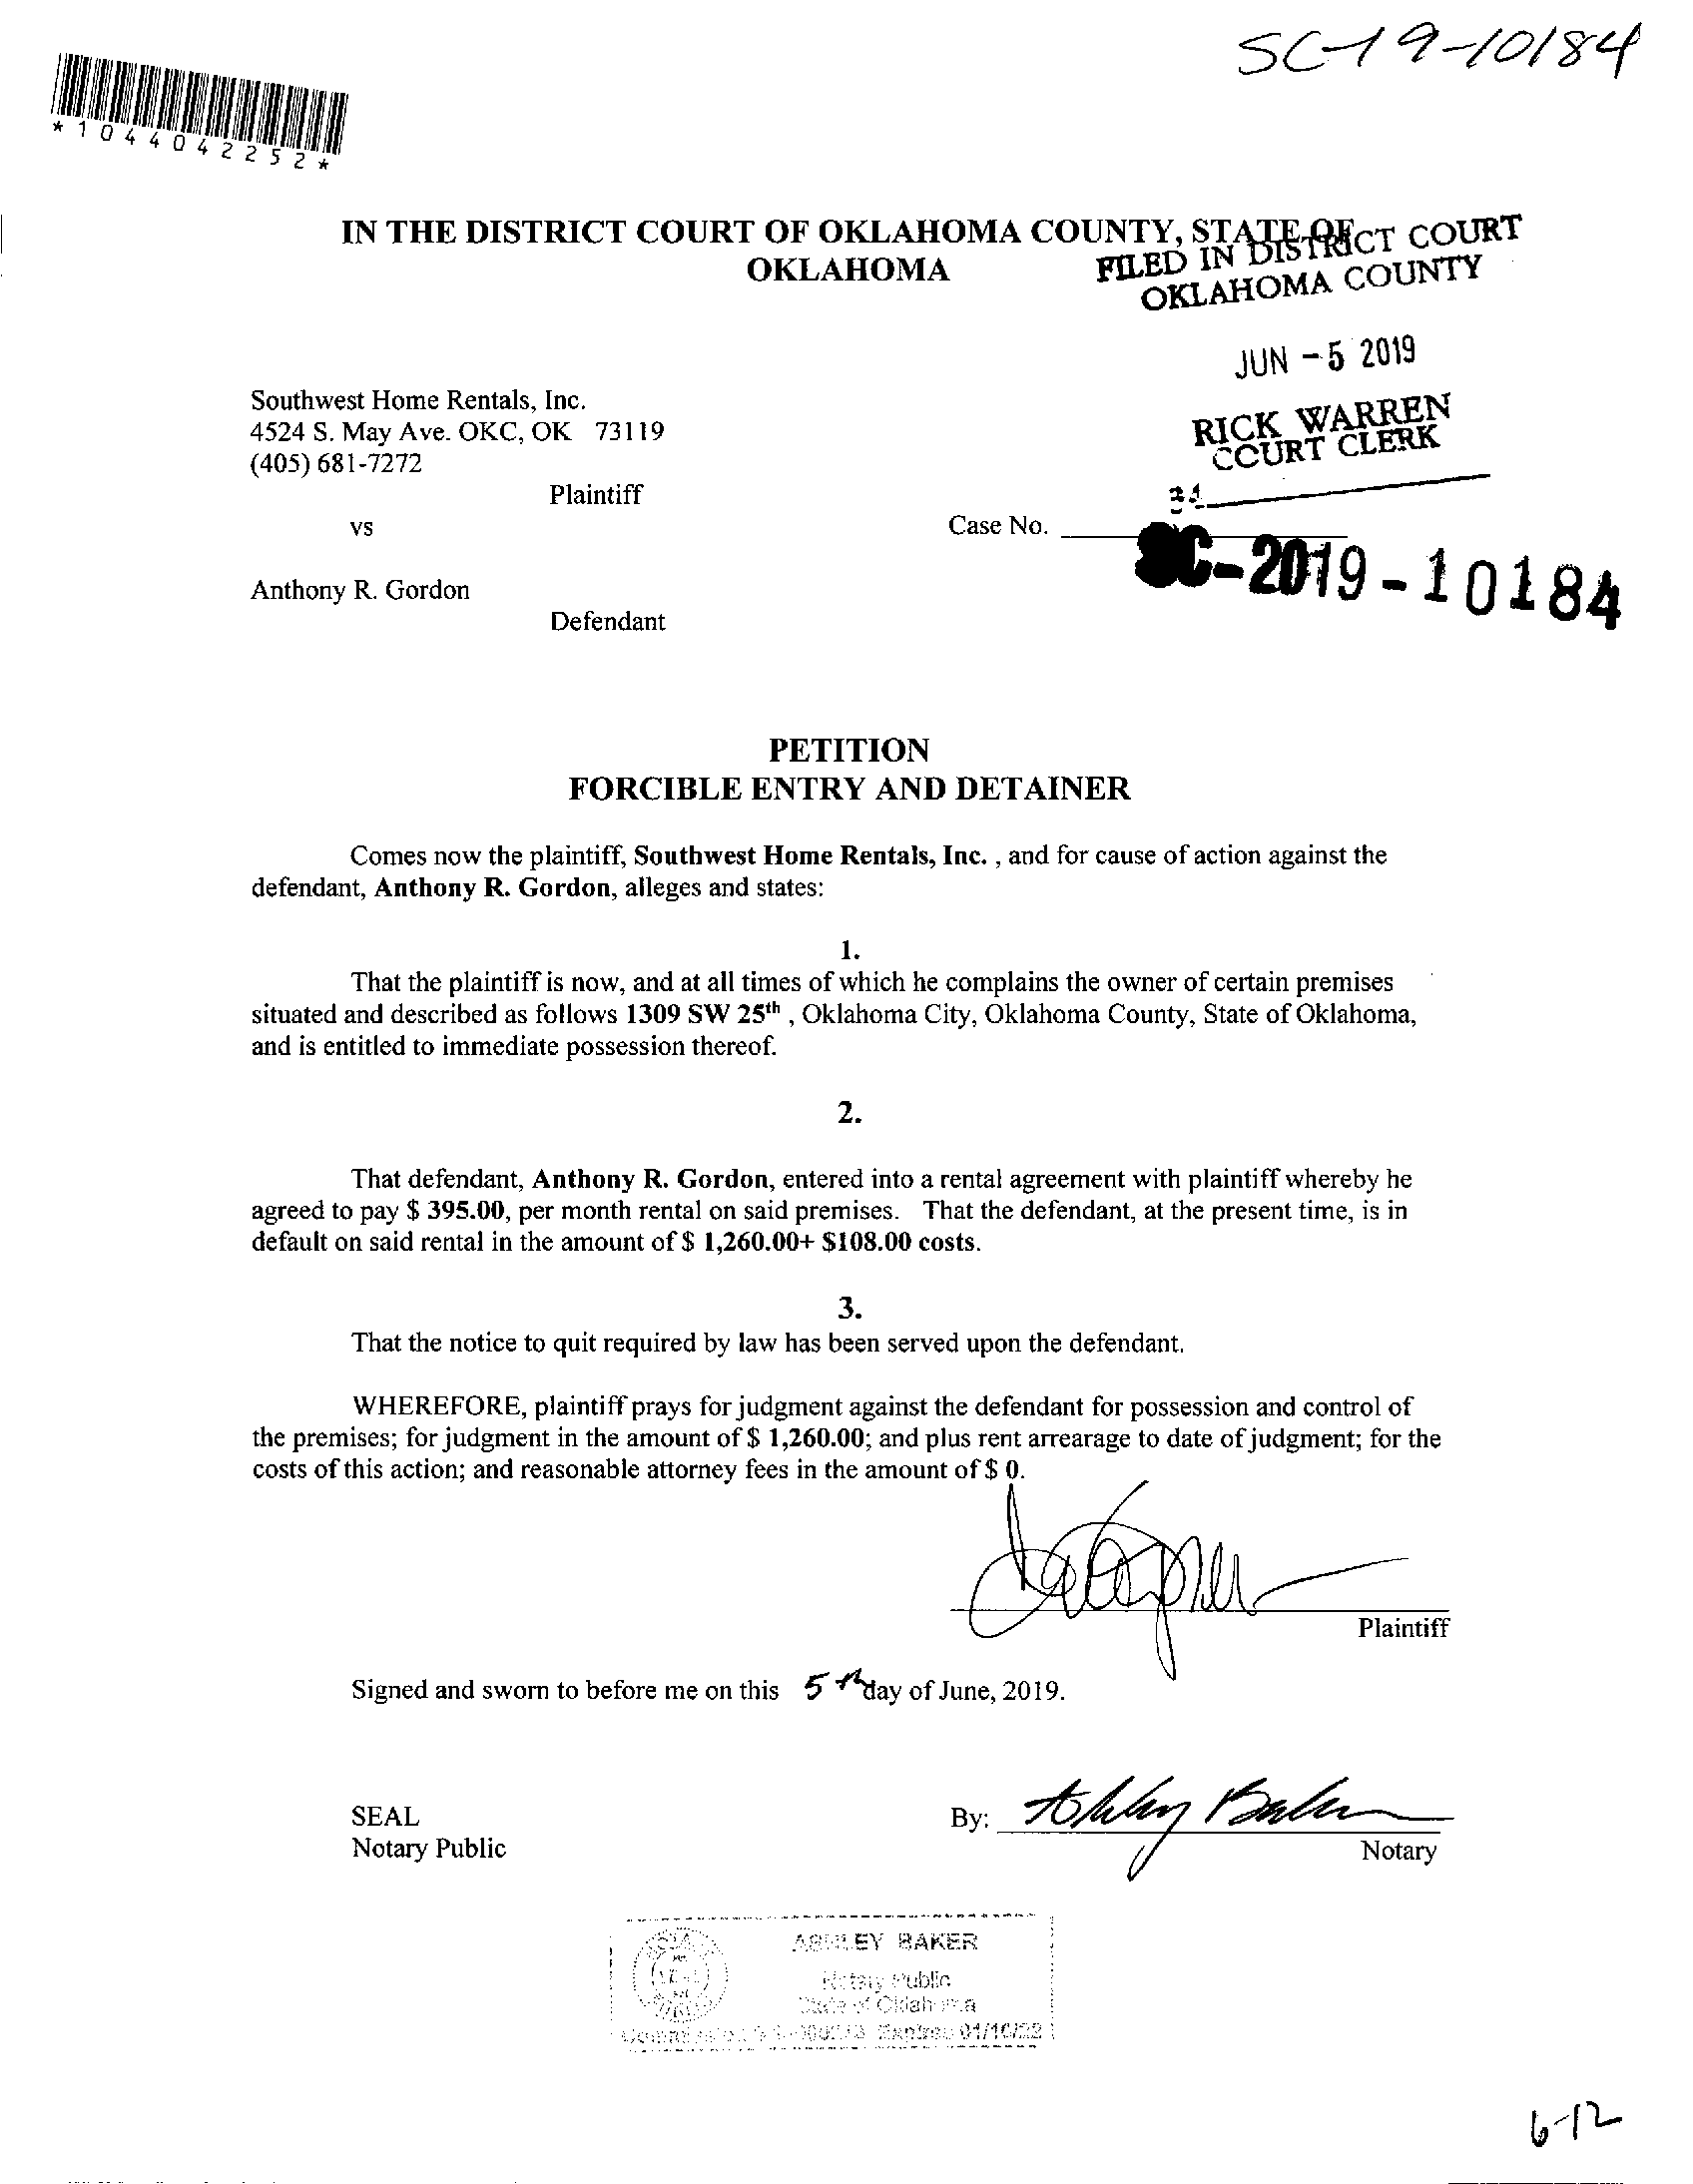 SC-19-10184
*1044042252*
IN THE DISTRICT COURT OF OKLAHOMA COUNTY, STATE OF
OKLAHOMA
FILED IN DISTRICT COURT
OKLAHOMA COUNTY
JUN -5 2019
RICK WARREN
COURT CLERK
Southwest Home Rentals, Inc.
4524 S. May Ave. OKC, OK 73119
(405) 681-7272
Plaintiff
vs
Case No.
SC-2019-10184
Anthony R. Gordon
Defendant
PETITION
FORCIBLE ENTRY AND DETAINER
Comes now the plaintiff, Southwest Home Rentals, Inc. , and for cause of action against the
defendant, Anthony R. Gordon, alleges and states:
1.
That the plaintiff is now, and at all times of which he complains the owner of certain premises
situated and described as follows 1309 SW 25th , Oklahoma City, Oklahoma County, State of Oklahoma,
and is entitled to immediate possession thereof.
2.
That defendant, Anthony R. Gordon, entered into a rental agreement with plaintiff whereby he
agreed to pay $ 395.00, per month rental on said premises. That the defendant, at the present time, is in
default on said rental in the amount of $ 1,260.00+ $108.00 costs.
3.
That the notice to quit required by law has been served upon the defendant.
WHEREFORE, plaintiff prays for judgment against the defendant for possession and control of
the premises; for judgment in the amount of $ 1,260.00; and plus rent arrearage to date of judgment; for the
costs of this action; and reasonable attorney fees in the amount of $ 0.
Plaintiff
Signed and sworn to before me on this 5th day of June, 2019.
SEAL
By: Ashley Baker
Notary Public
Notary
ASHLEY BAKER
Notary Public
State of Oklahoma
Expires 01/10/22
6-12